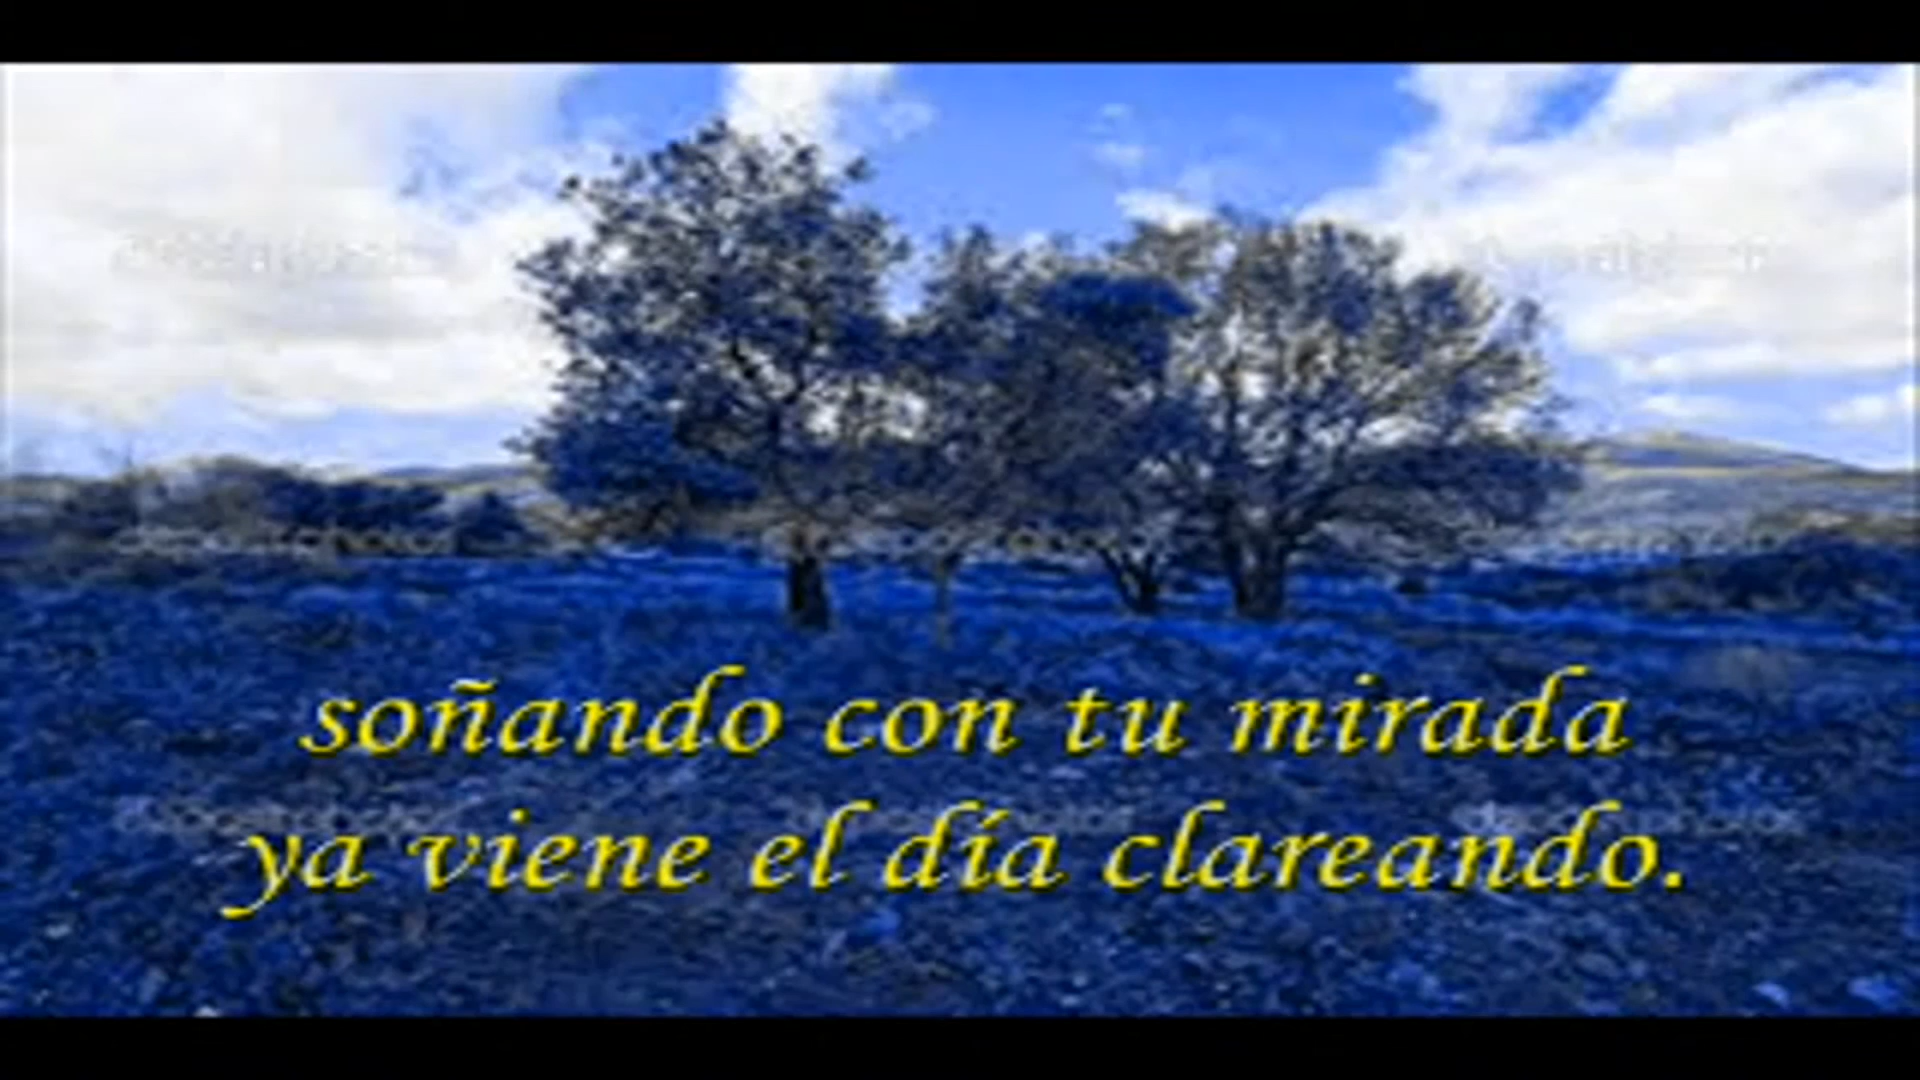 soñando con tu mirada
ya viene el día clareando.